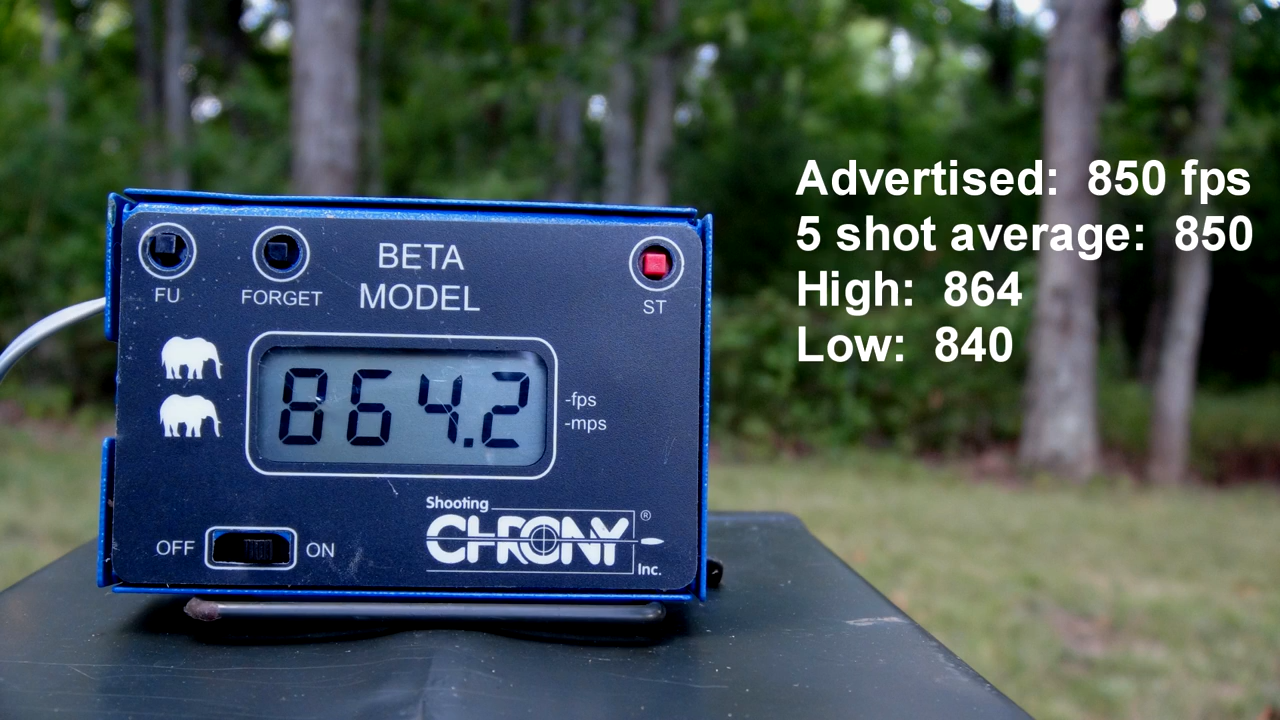 Advertised:  850 fps
5 shot average:  850
High:  864
Low:  840
FU
FORGET
BETA
MODEL
ST
864.2
-fps
-mps
OFF
ON
Shooting
CHRONY ®
Inc.